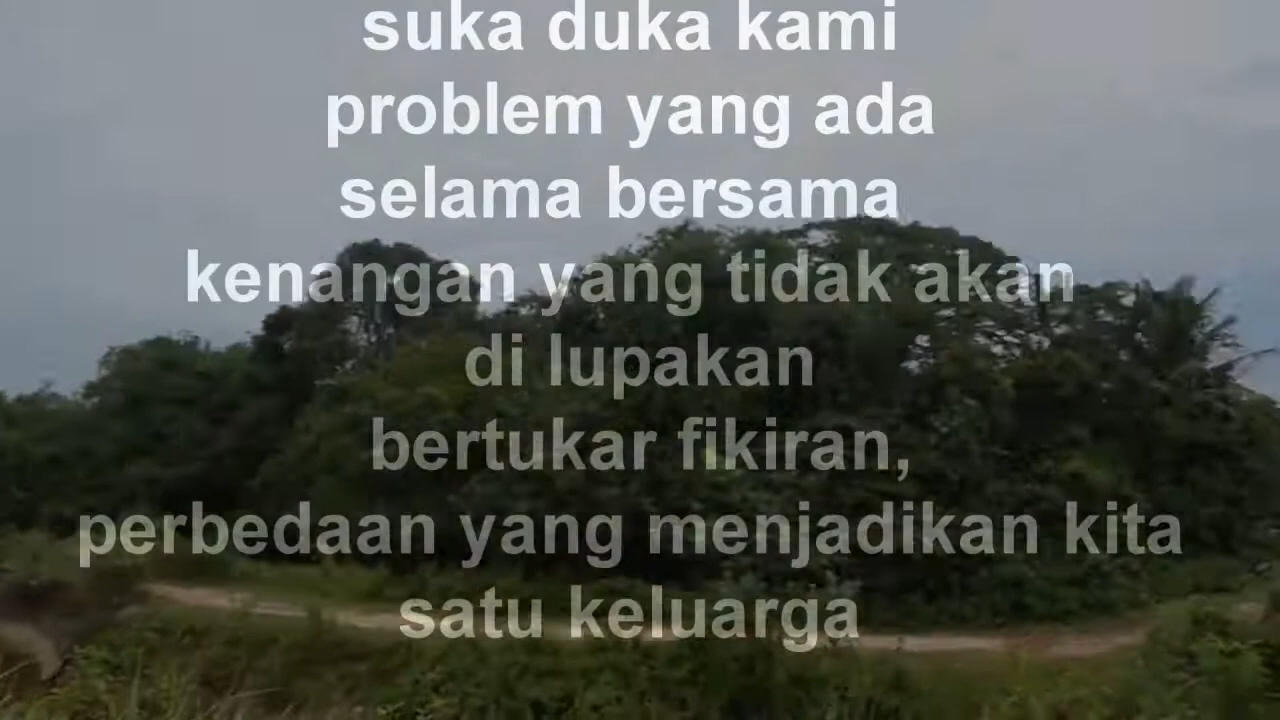 suka duka kami
problem yang ada
selama bersama
kenangan yang tidak akan
di lupakan
bertukar fikiran,
perbedaan yang menjadikan kita
satu keluarga